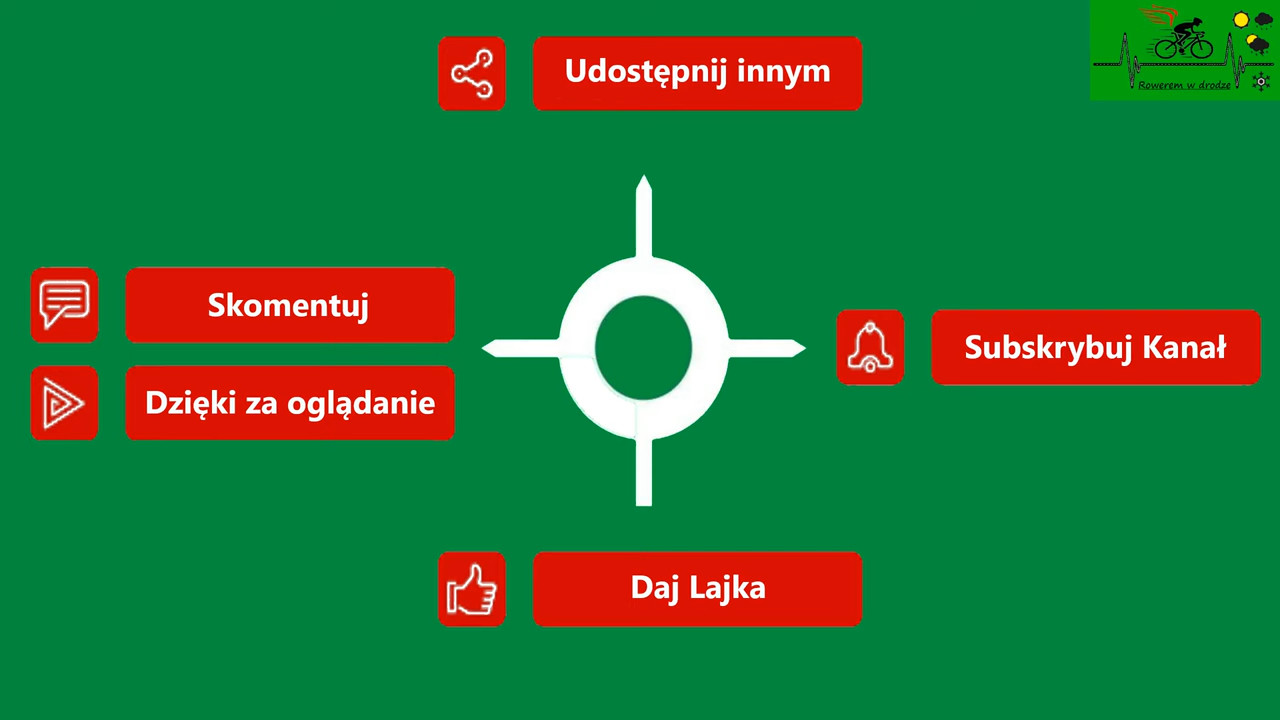 Udostępnij innym
Rowerem w drodze
Skomentuj
Dzięki za oglądanie
Subskrybuj Kanał
Daj Lajka